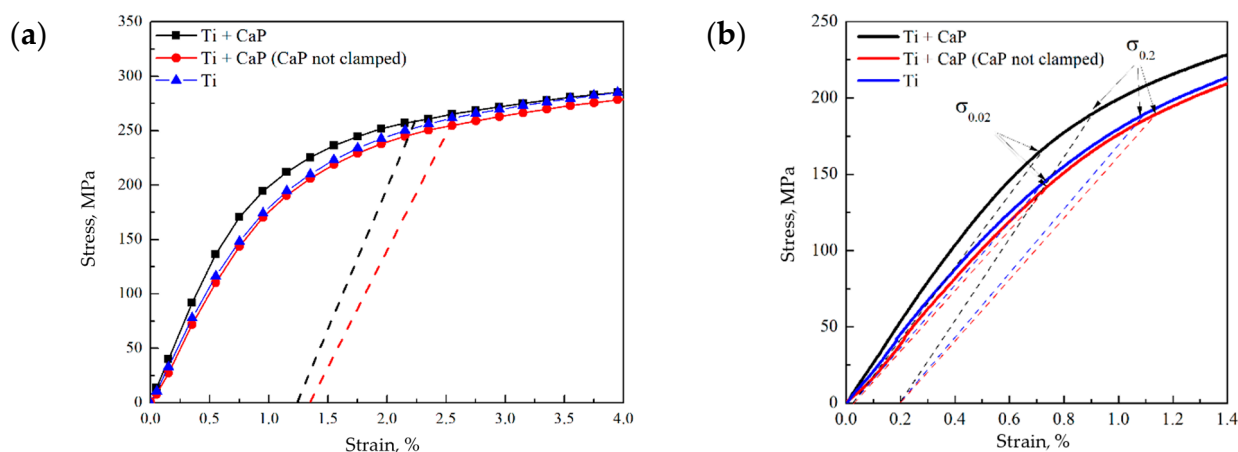 (a)
350
300
250
200
150
100
50
0
Stress, MPa
Ti + CaP
Ti + CaP (CaP not clamped)
Ti
0.0 0.5 1.0 1.5 2.0 2.5 3.0 3.5 4.0
Strain, %
(b)
250
200
150
100
50
0
Stress, MPa
Ti + CaP
Ti + CaP (CaP not clamped)
Ti
σ0.2
σ0.02
0.0 0.2 0.4 0.6 0.8 1.0 1.2 1.4
Strain, %